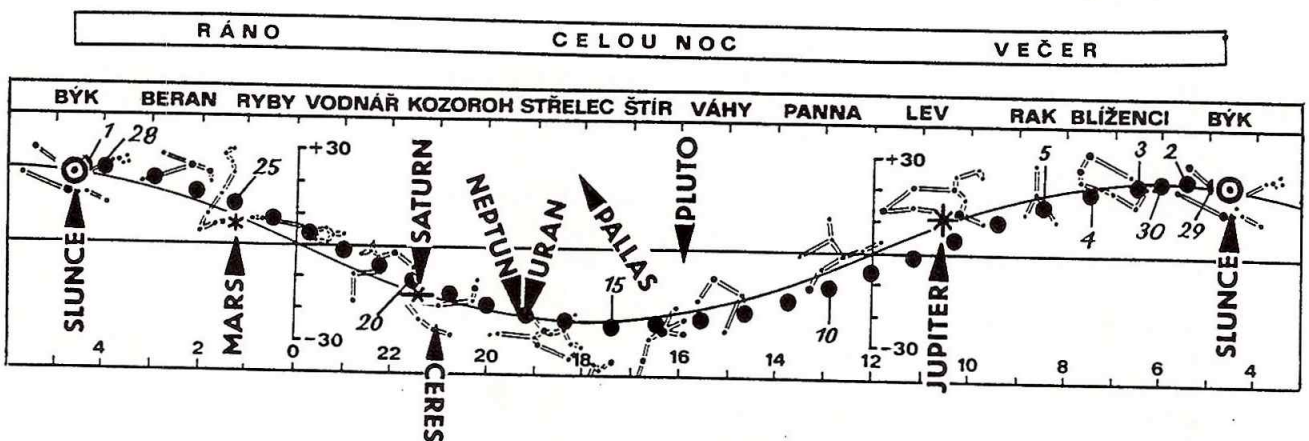 RÁNO CELOU NOC VEČER
BÝK BERAN RYBY VODNÁŘ KOZOROH STŘELEC ŠTÍR VÁHY PANNA LEV RAK BLÍŽENCI BÝK
1 28 25 +30 +30 5 3 2
SLUNCE MARS SATURN NEPTUN URAN PALLAS PLUTO JUPITER SLUNCE
20 15 10 4 30 29
-30 -30
4 2 0 22 20 18 16 14 12 10 8 6 4
CERES